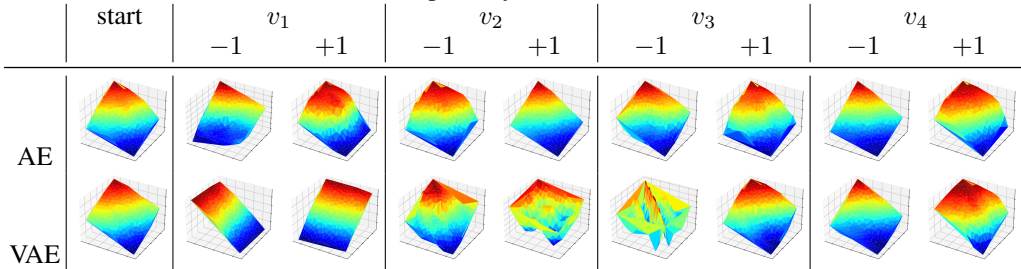 start v₁ v₂ v₃ v₄
−1 +1 −1 +1 −1 +1 −1 +1
AE
VAE